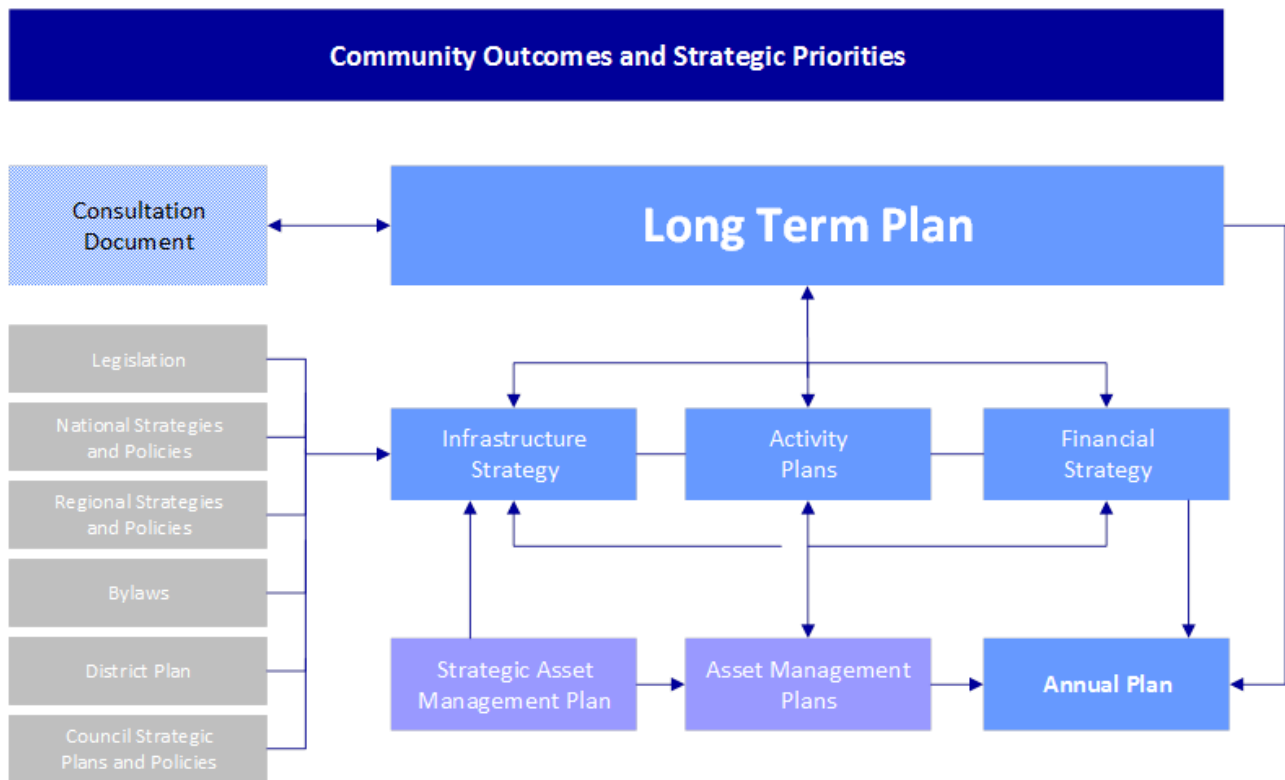 Community Outcomes and Strategic Priorities
Consultation
Document
Long Term Plan
Legislation
National Strategies
and Policies
Regional Strategies
and Policies
Bylaws
District Plan
Council Strategic
Plans and Policies
Infrastructure
Strategy
Activity
Plans
Financial
Strategy
Strategic Asset
Management Plan
Asset Management
Plans
Annual Plan